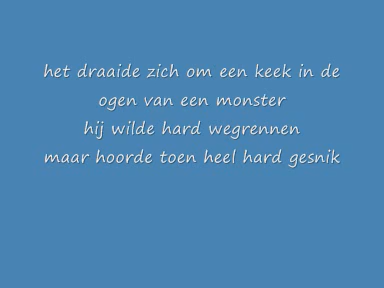 het draaide zich om een keek in de
ogen van een monster
hij wilde hard wegrennen
maar hoorde toen heel hard gesnik